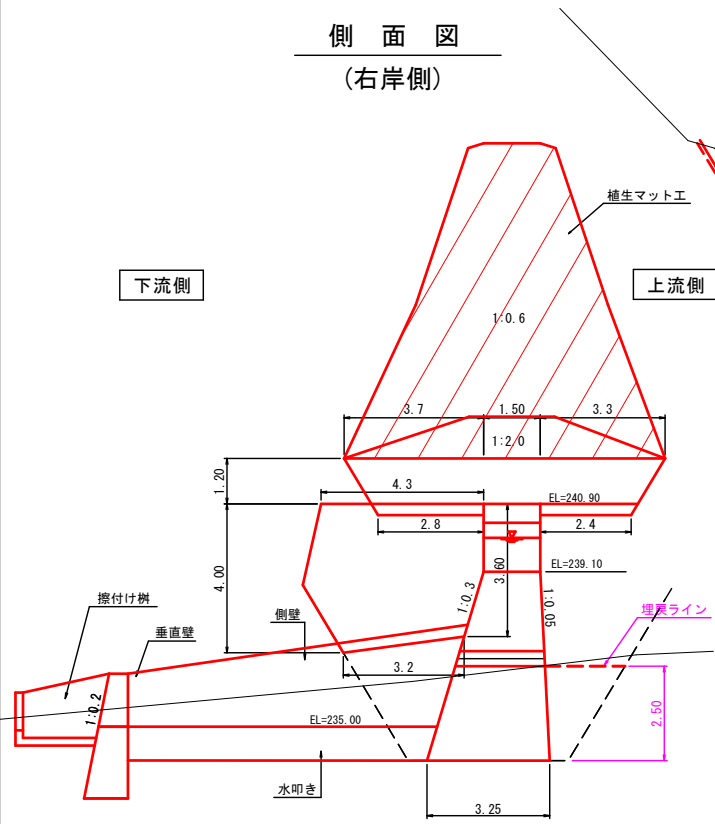 側 面 図
(右岸側)
植生マット工
下流側
上流側
1:0.6
3.7
1.50
3.3
1:2.0
1.20
4.3
EL=240.90
2.8
2.4
4.00
3.60
EL=239.10
1:0.3
1:0.05
擦付け桝
側壁
埋戻ライン
垂直壁
3.2
1:0.2
EL=235.00
2.50
水叩き
3.25